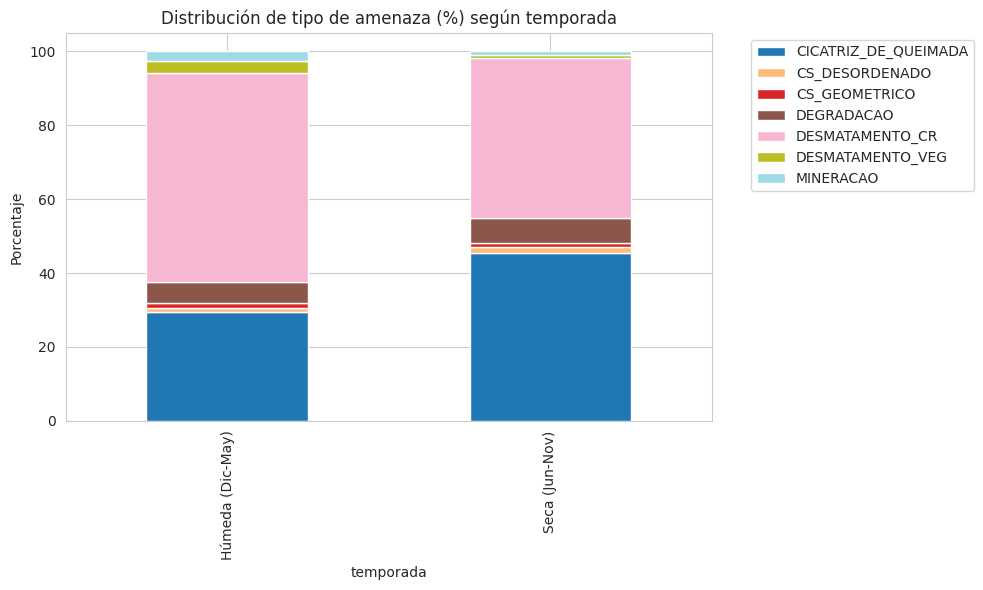 Distribución de tipo de amenaza (%) según temporada
100
80
60
40
20
0
Porcentaje
Húmeda (Dic-May)
Seca (Jun-Nov)
temporada
CICATRIZ_DE_QUEIMADA
CS_DESORDENADO
CS_GEOMETRICO
DEGRADACAO
DESMATAMENTO_CR
DESMATAMENTO_VEG
MINERACAO